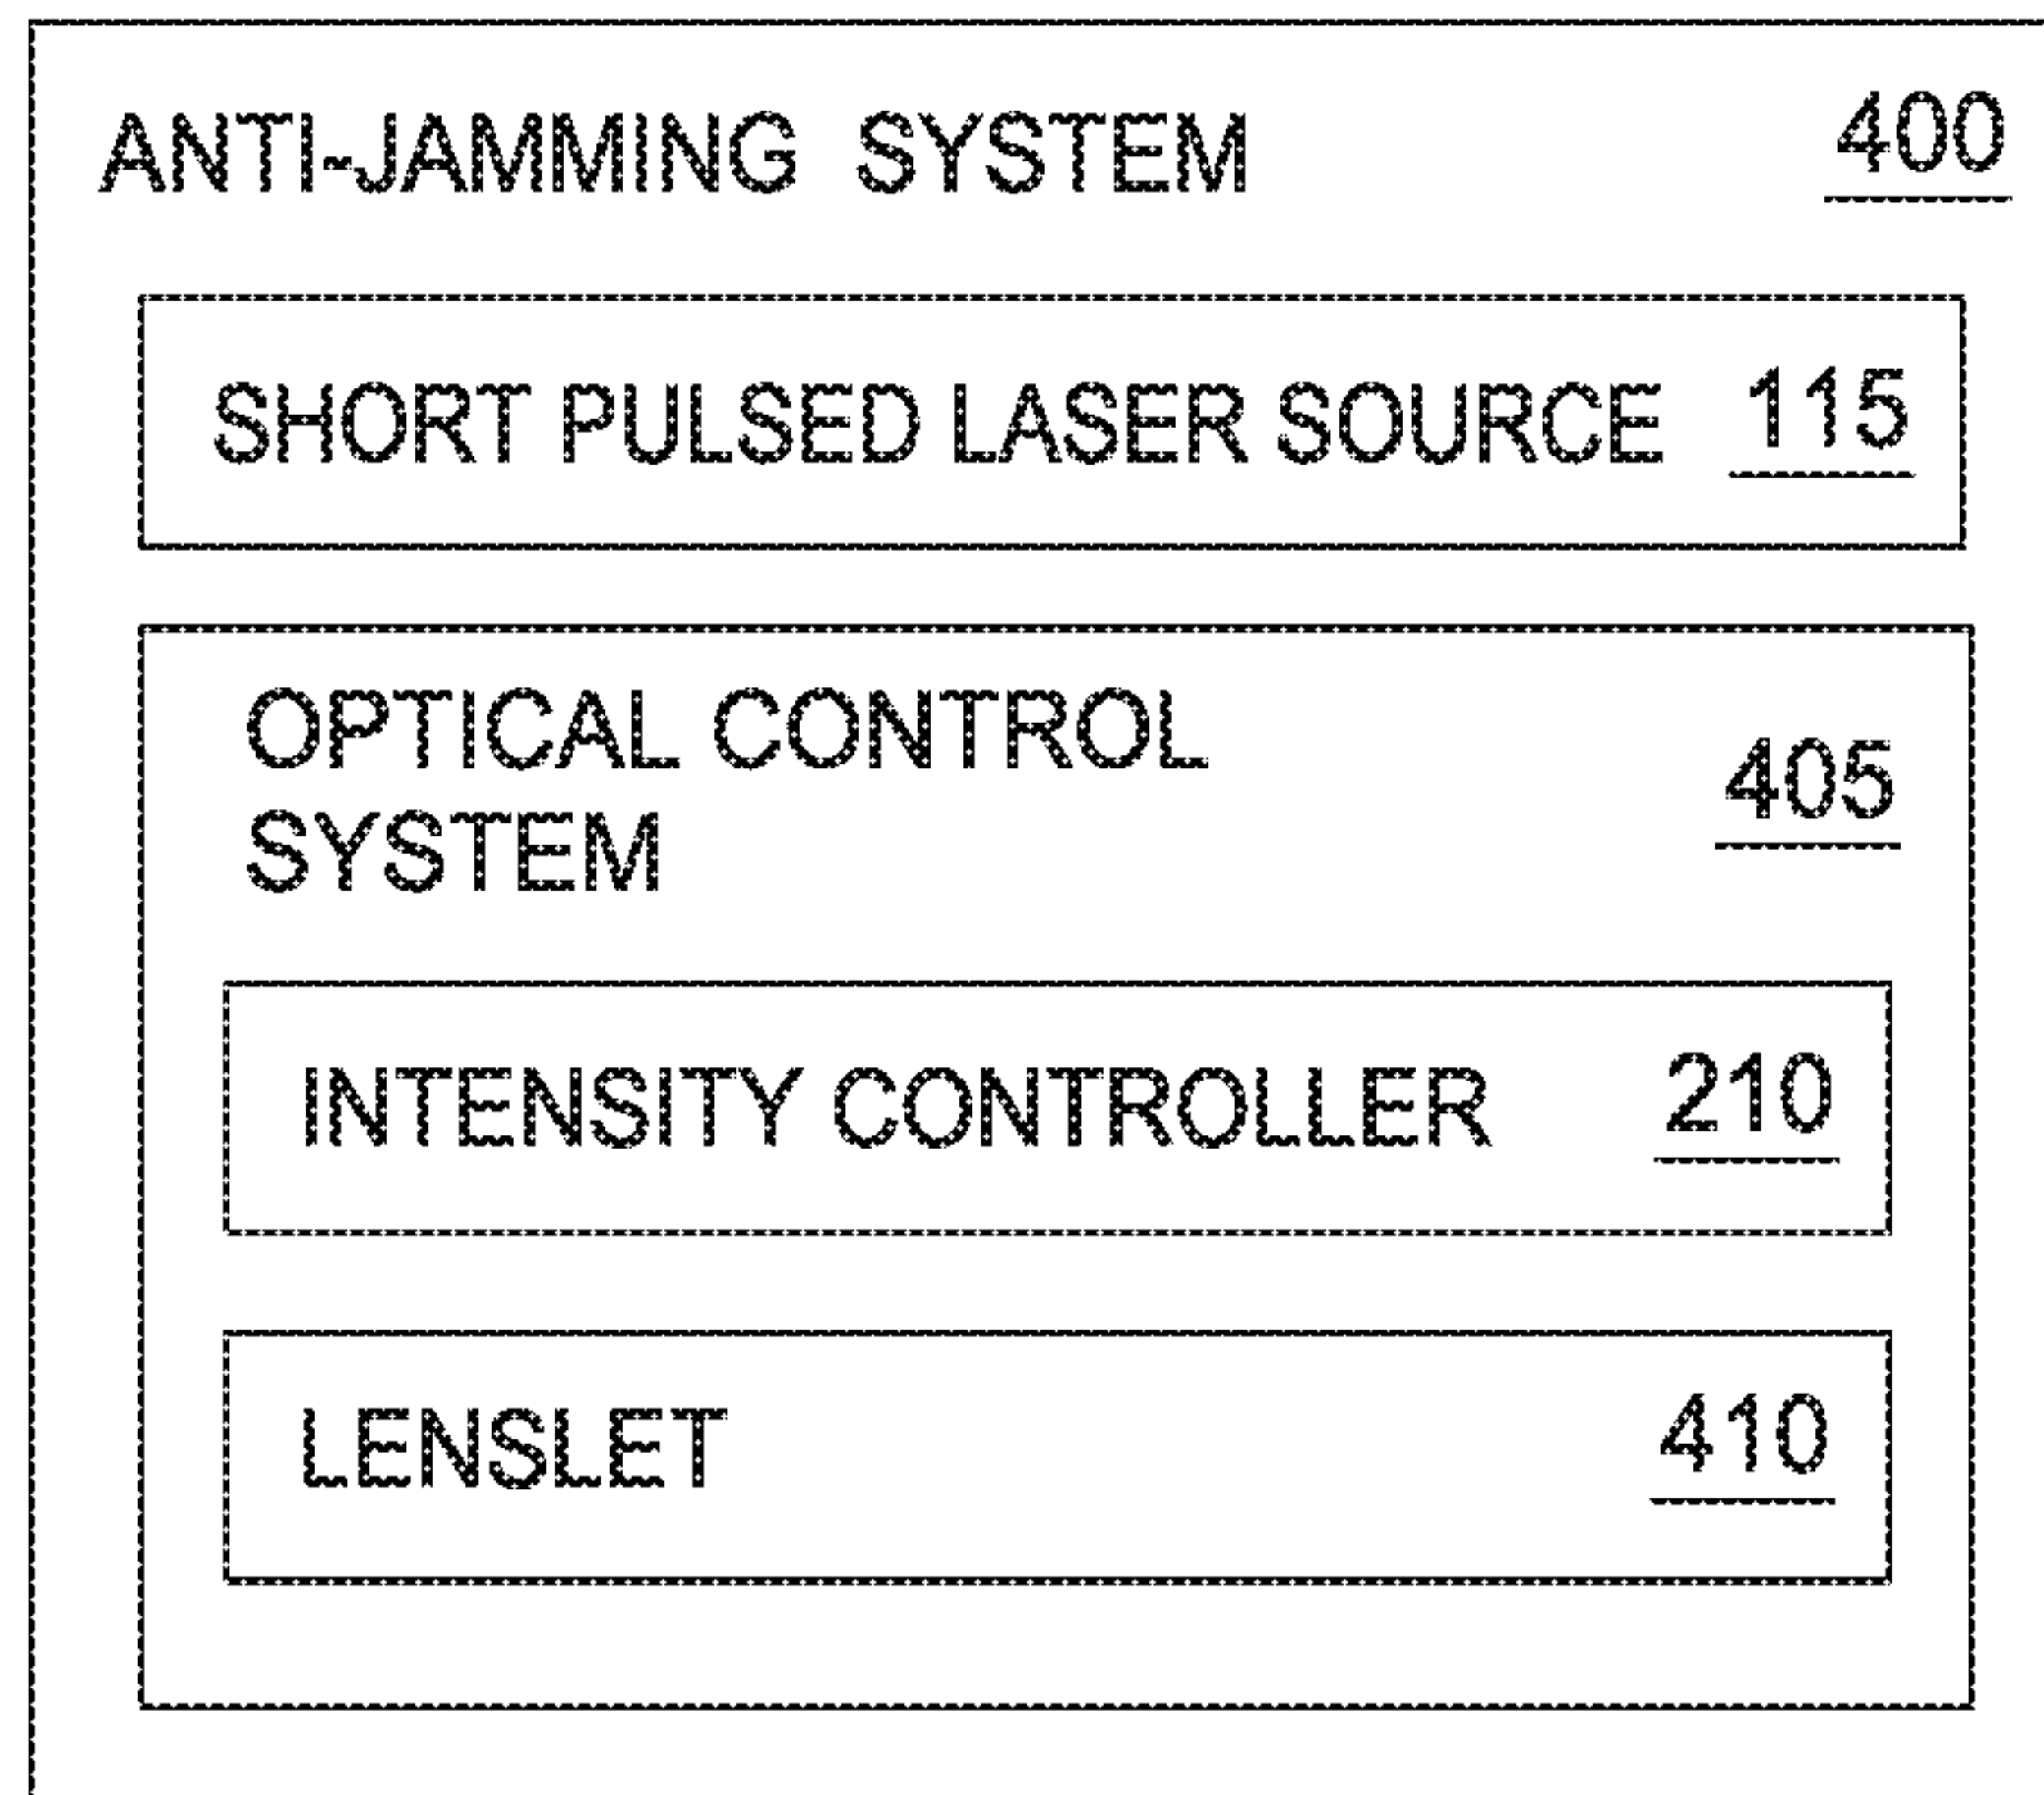 ANTI-JAMMING SYSTEM 400
SHORT PULSED LASER SOURCE 115
OPTICAL CONTROL
SYSTEM 405
INTENSITY CONTROLLER 210
LENSLET 410